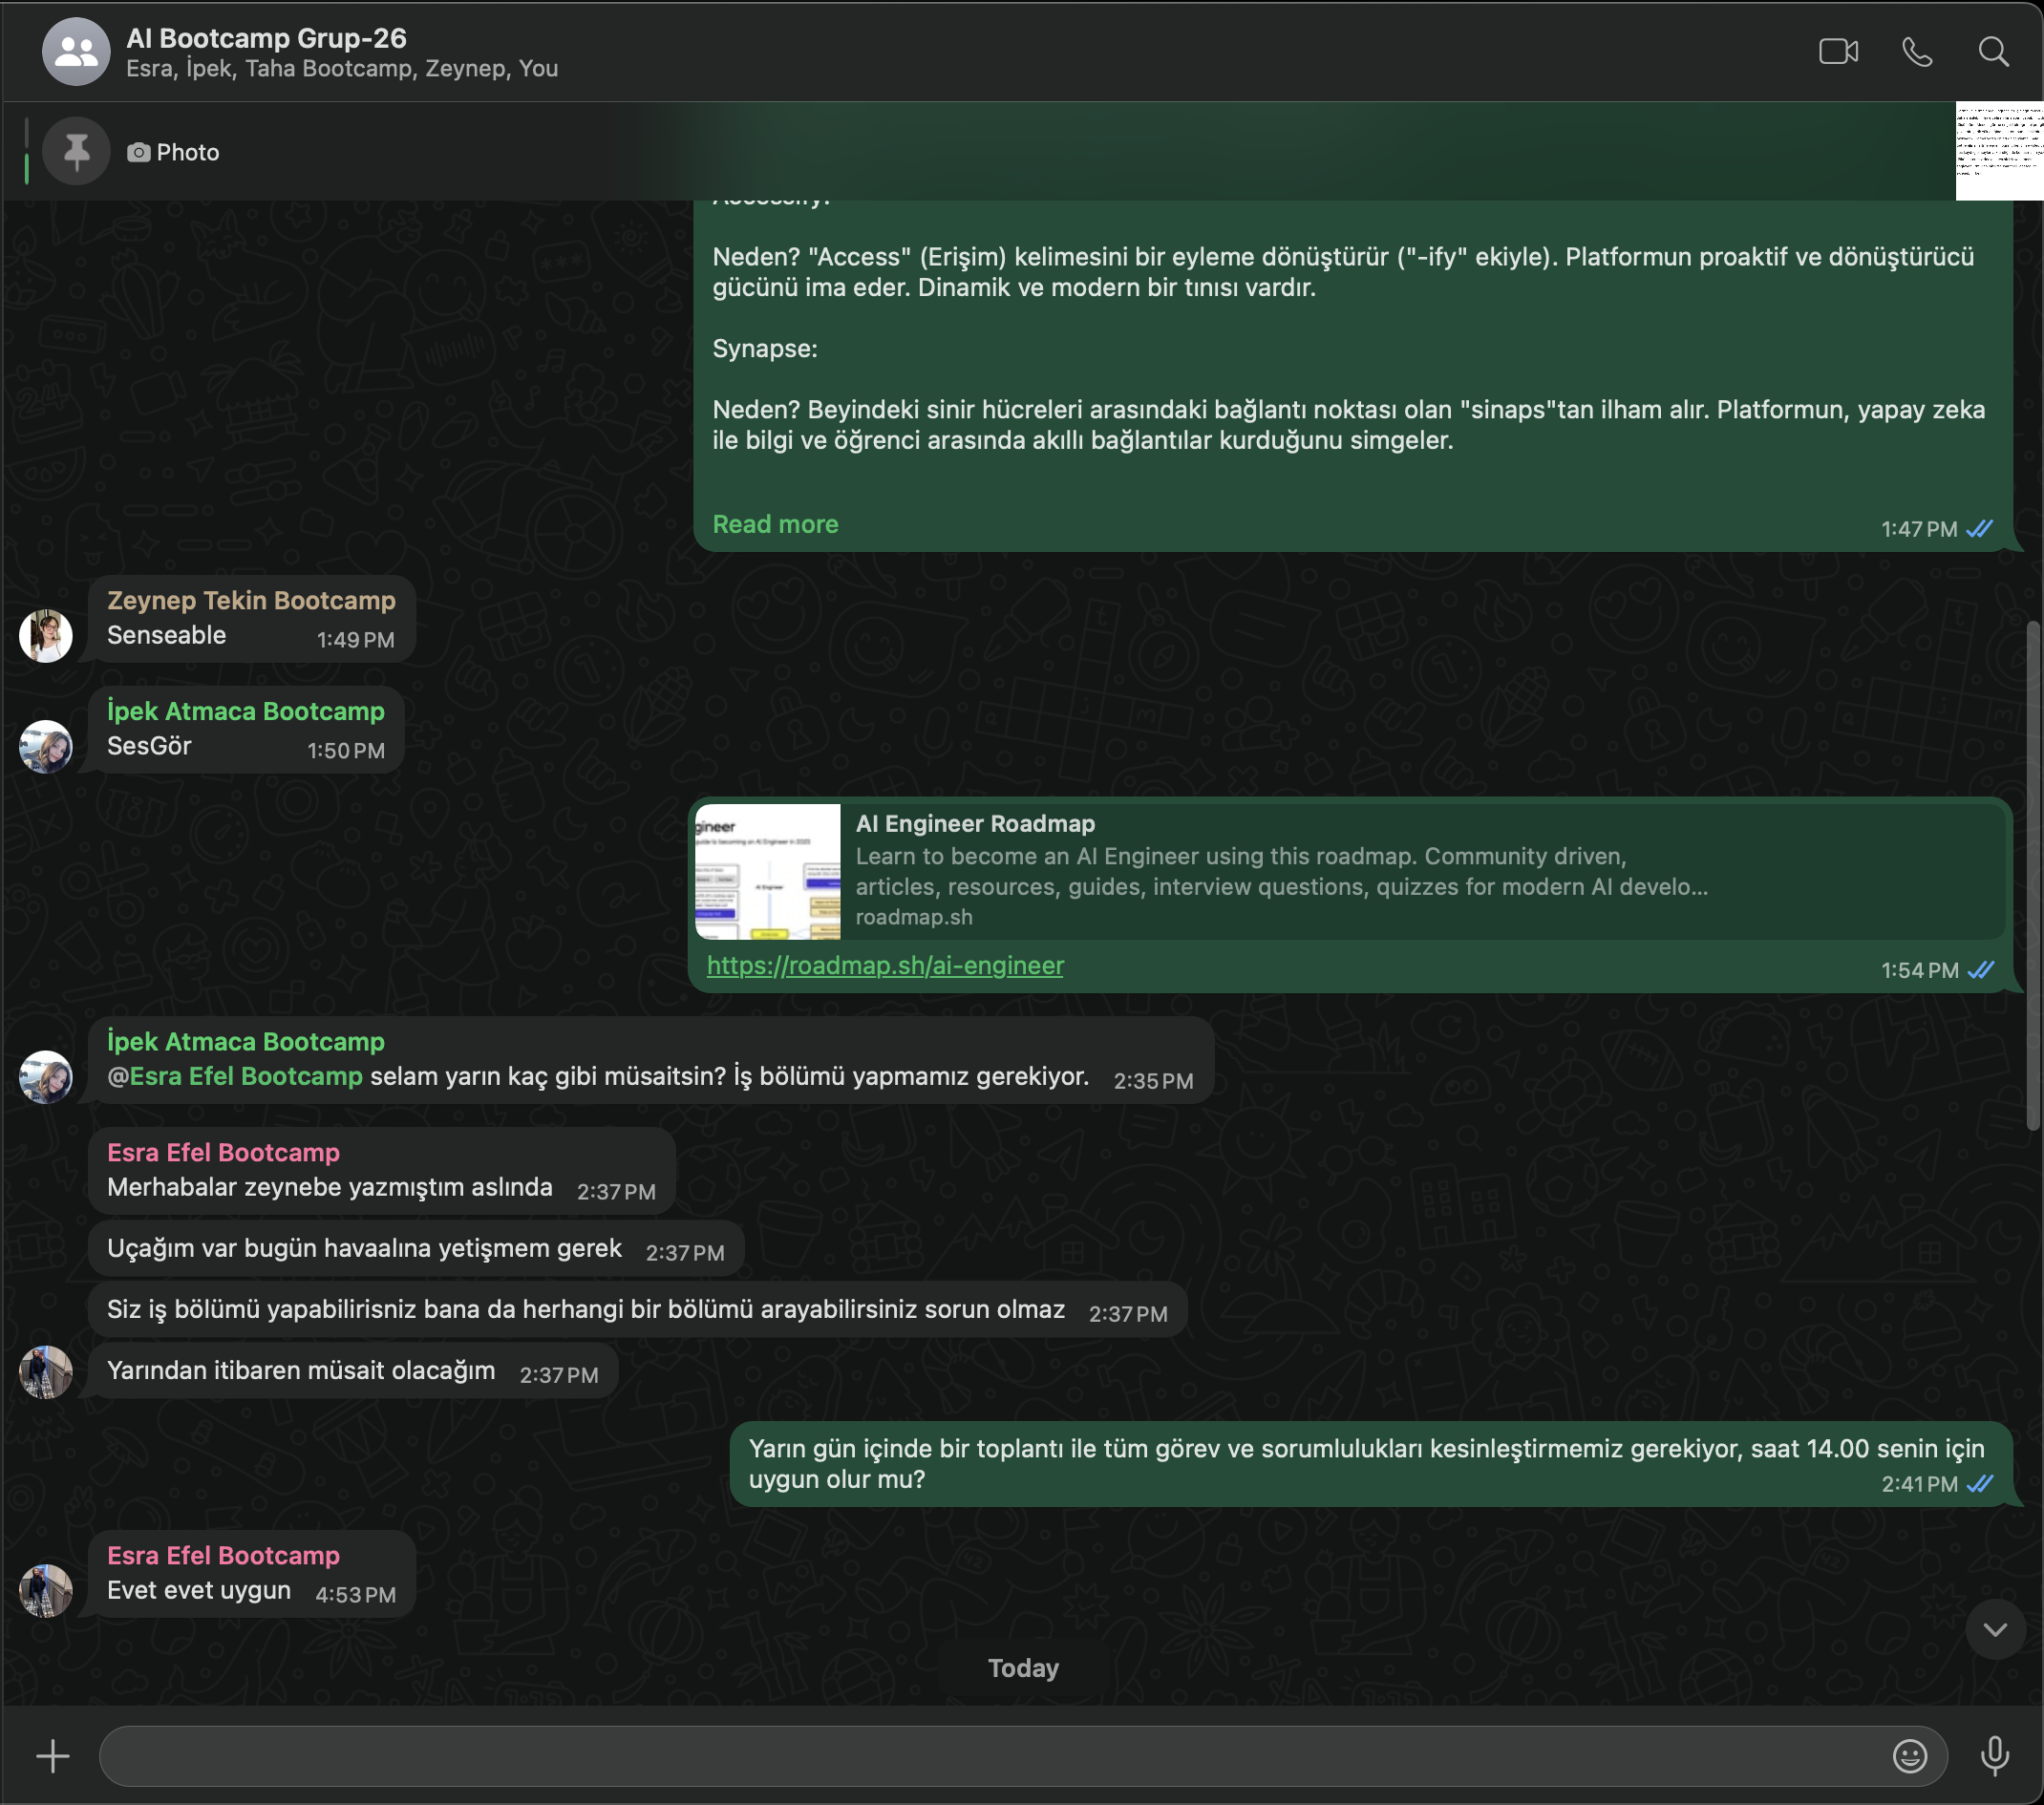 AI Bootcamp Grup-26
Esra, İpek, Taha Bootcamp, Zeynep, You
Photo
Neden? "Access" (Erişim) kelimesini bir eyleme dönüştürür ("-ify" ekiyle). Platformun proaktif ve dönüştürücü
gücünü ima eder. Dinamik ve modern bir tınısı vardır.
Synapse:
Neden? Beyindeki sinir hücreleri arasındaki bağlantı noktası olan "sinaps"tan ilham alır. Platformun, yapay zeka
ile bilgi ve öğrenci arasında akıllı bağlantılar kurduğunu simgeler.
Read more
1:47 PM
Zeynep Tekin Bootcamp
Senseable 1:49 PM
İpek Atmaca Bootcamp
SesGör 1:50 PM
AI Engineer Roadmap
Learn to become an AI Engineer using this roadmap. Community driven,
articles, resources, guides, interview questions, quizzes for modern AI develo...
roadmap.sh
https://roadmap.sh/ai-engineer
1:54 PM
İpek Atmaca Bootcamp
@Esra Efel Bootcamp selam yarın kaç gibi müsaitsin? İş bölümü yapmamız gerekiyor. 2:35 PM
Esra Efel Bootcamp
Merhabalar zeynebe yazmıştım aslında 2:37 PM
Uçağım var bugün havaalına yetişmem gerek 2:37 PM
Siz iş bölümü yapabilirisniz bana da herhangi bir bölümü arayabilirsiniz sorun olmaz 2:37 PM
Yarından itibaren müsait olacağım 2:37 PM
Yarın gün içinde bir toplantı ile tüm görev ve sorumlulukları kesinleştirmemiz gerekiyor, saat 14.00 senin için
uygun olur mu?
2:41 PM
Esra Efel Bootcamp
Evet evet uygun 4:53 PM
Today